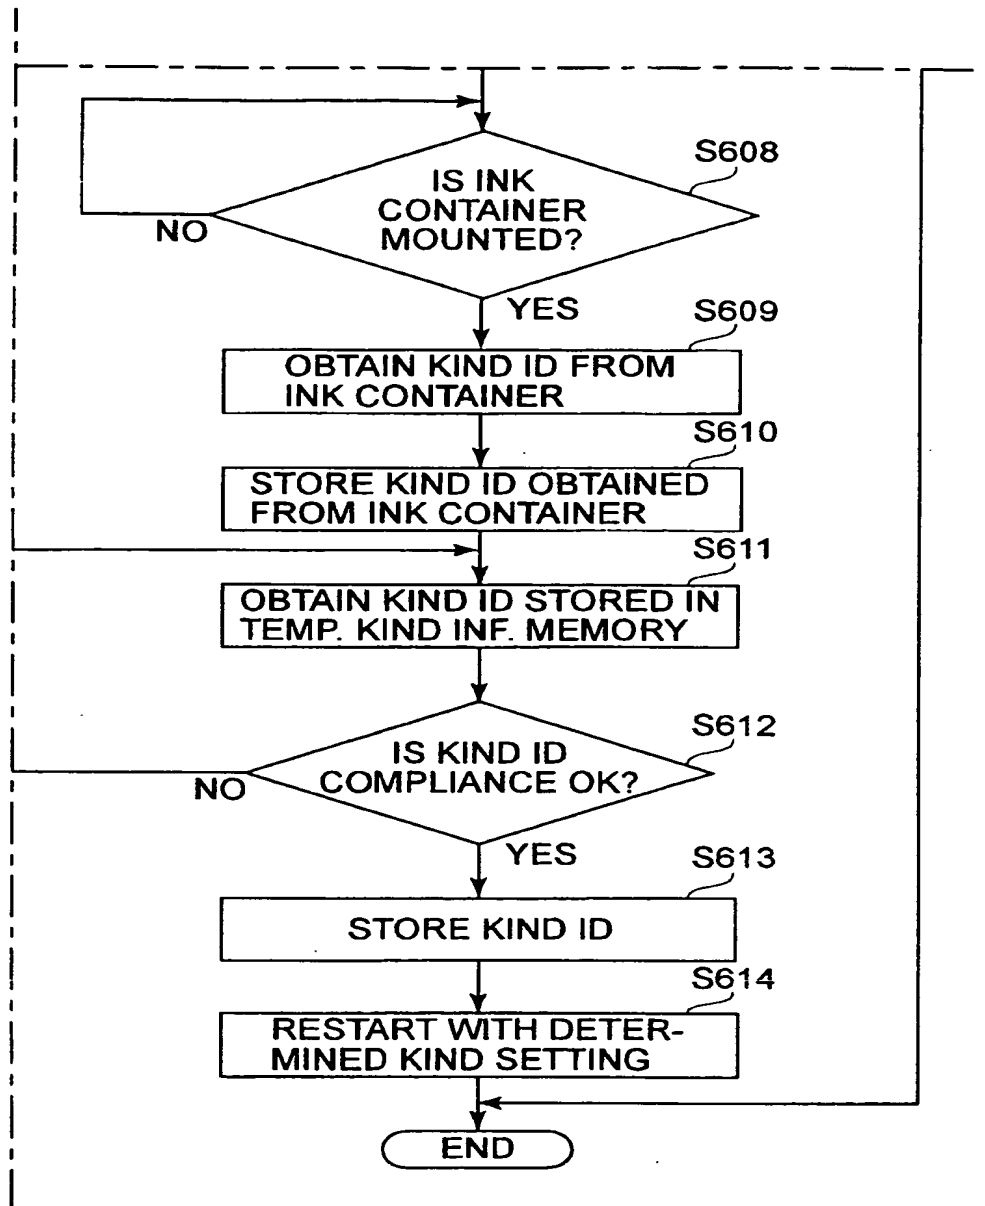 S608
IS INK
CONTAINER
MOUNTED?
NO
YES
S609
OBTAIN KIND ID FROM
INK CONTAINER
S610
STORE KIND ID OBTAINED
FROM INK CONTAINER
S611
OBTAIN KIND ID STORED IN
TEMP. KIND INF. MEMORY
S612
IS KIND ID
COMPLIANCE OK?
NO
YES
S613
STORE KIND ID
S614
RESTART WITH DETER-
MINED KIND SETTING
END